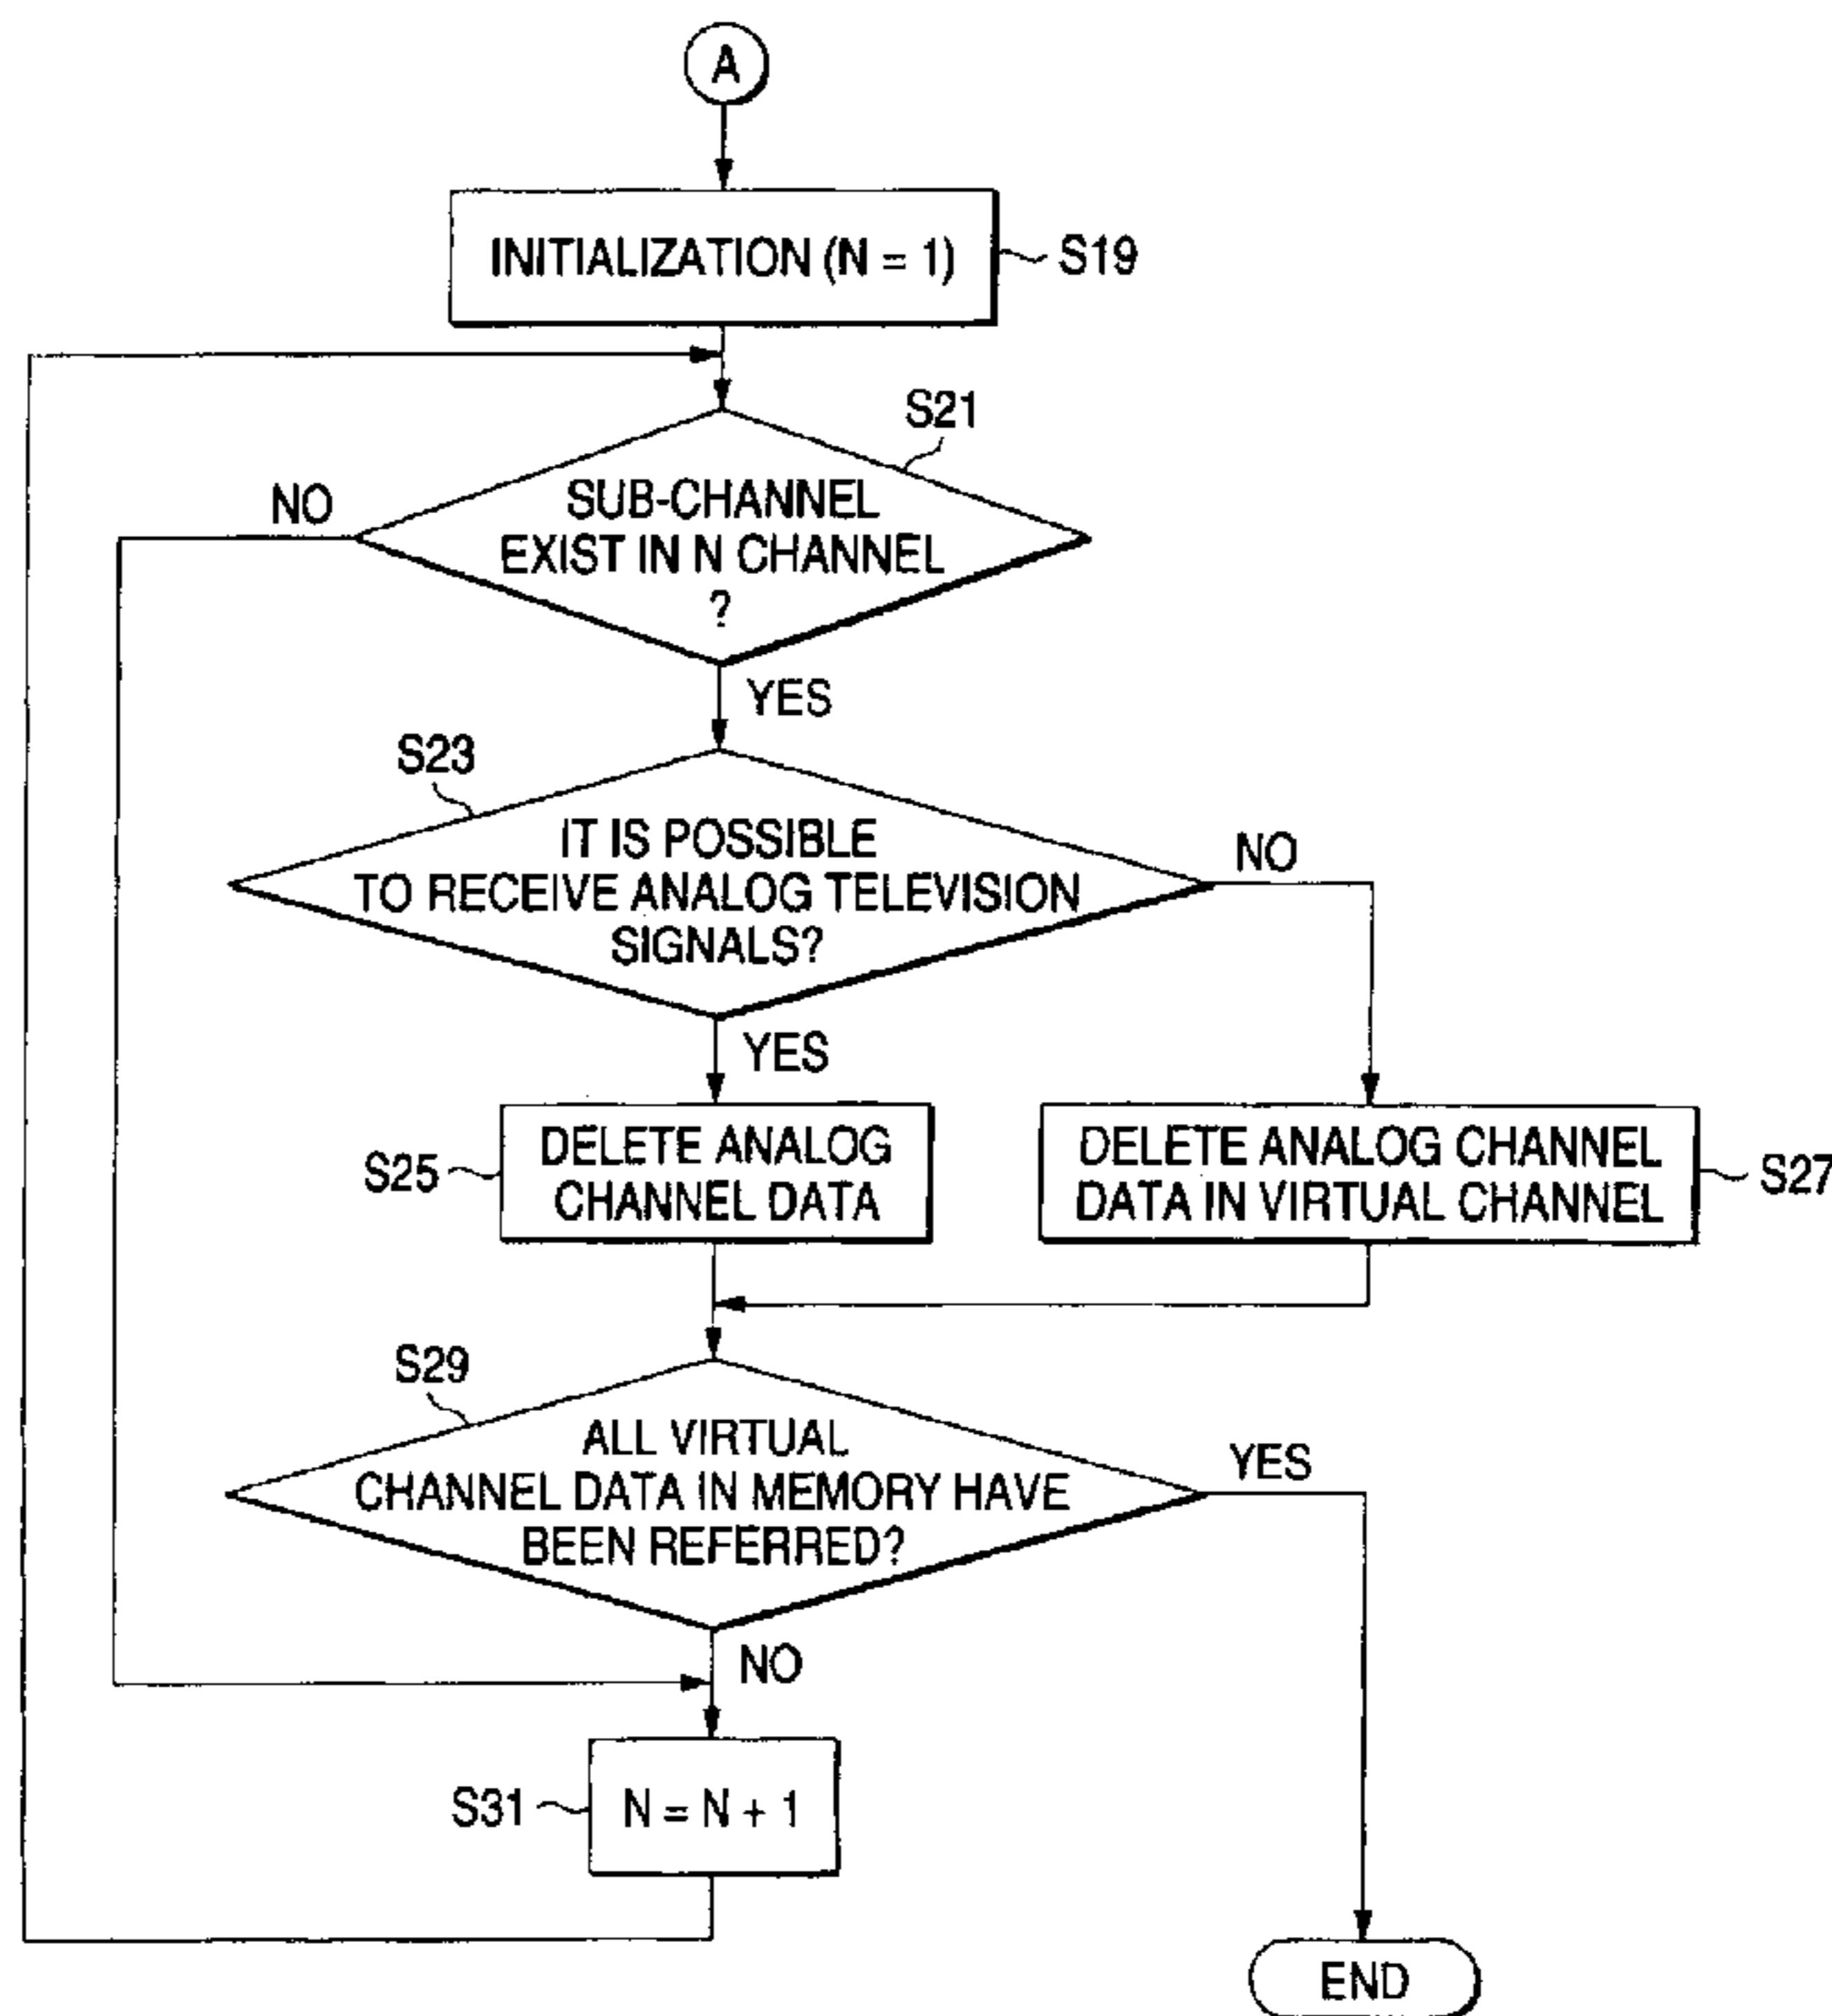 A
INITIALIZATION (N = 1)
S19
S21
NO
SUB-CHANNEL
EXIST IN N CHANNEL
?
YES
S23
IT IS POSSIBLE
TO RECEIVE ANALOG TELEVISION
SIGNALS?
NO
YES
S25
DELETE ANALOG
CHANNEL DATA
DELETE ANALOG CHANNEL
DATA IN VIRTUAL CHANNEL
S27
S29
ALL VIRTUAL
CHANNEL DATA IN MEMORY HAVE
BEEN REFERRED?
YES
NO
S31
N = N + 1
END